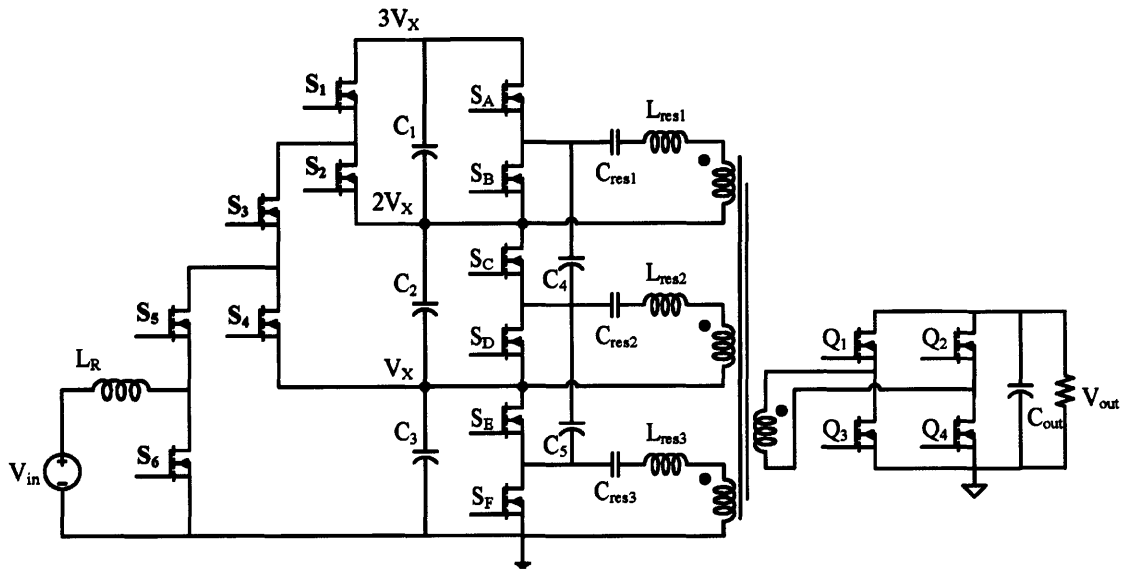 3V_X
S_1
S_A
L_res1
C_1
C_res1
S_2
S_B
S_3
2V_X
S_C
C_2
C_4
L_res2
S_5
S_4
C_res2
S_D
Q_1
Q_2
L_R
V_X
V_out
S_E
C_out
C_3
C_5
L_res3
Q_3
Q_4
S_6
V_in
C_res3
S_F